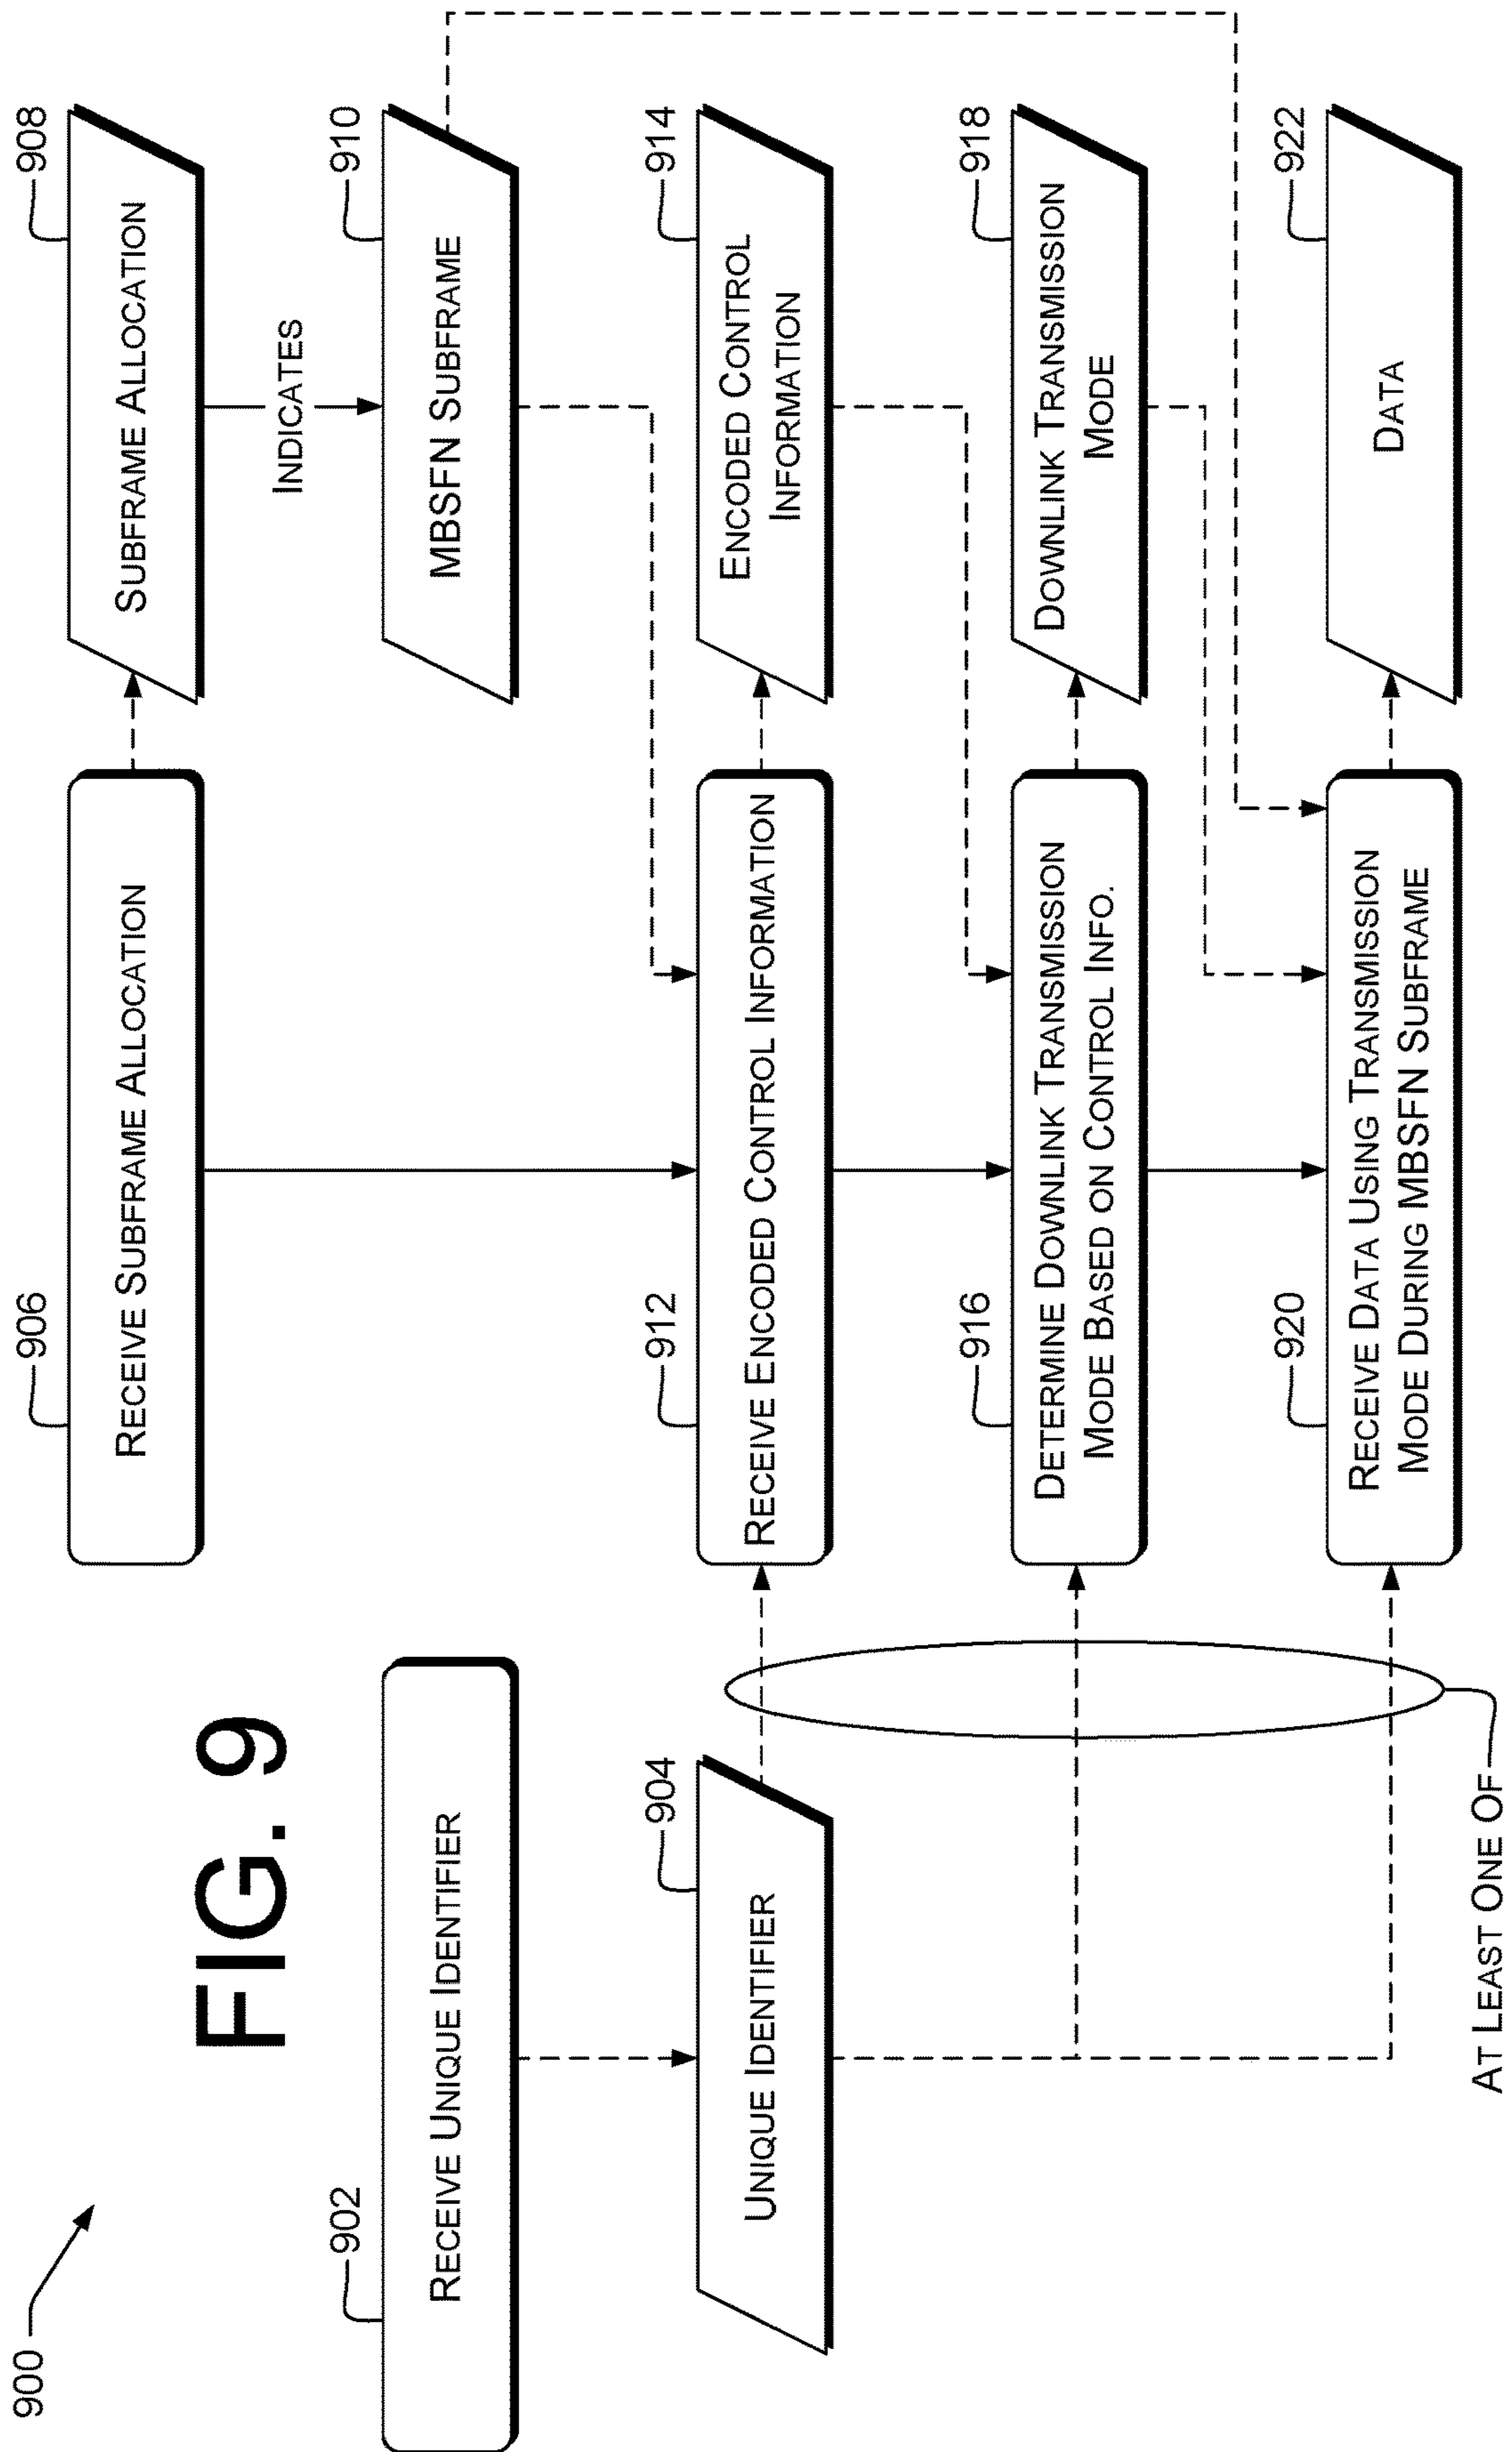 900
FIG. 9
902
RECEIVE UNIQUE IDENTIFIER
904
UNIQUE IDENTIFIER
AT LEAST ONE OF
906
RECEIVE SUBFRAME ALLOCATION
908
SUBFRAME ALLOCATION
INDICATES
910
MBSFN SUBFRAME
912
RECEIVE ENCODED CONTROL INFORMATION
914
ENCODED CONTROL
INFORMATION
916
DETERMINE DOWNLINK TRANSMISSION
MODE BASED ON CONTROL INFO.
918
DOWNLINK TRANSMISSION
MODE
920
RECEIVE DATA USING TRANSMISSION
MODE DURING MBSFN SUBFRAME
922
DATA